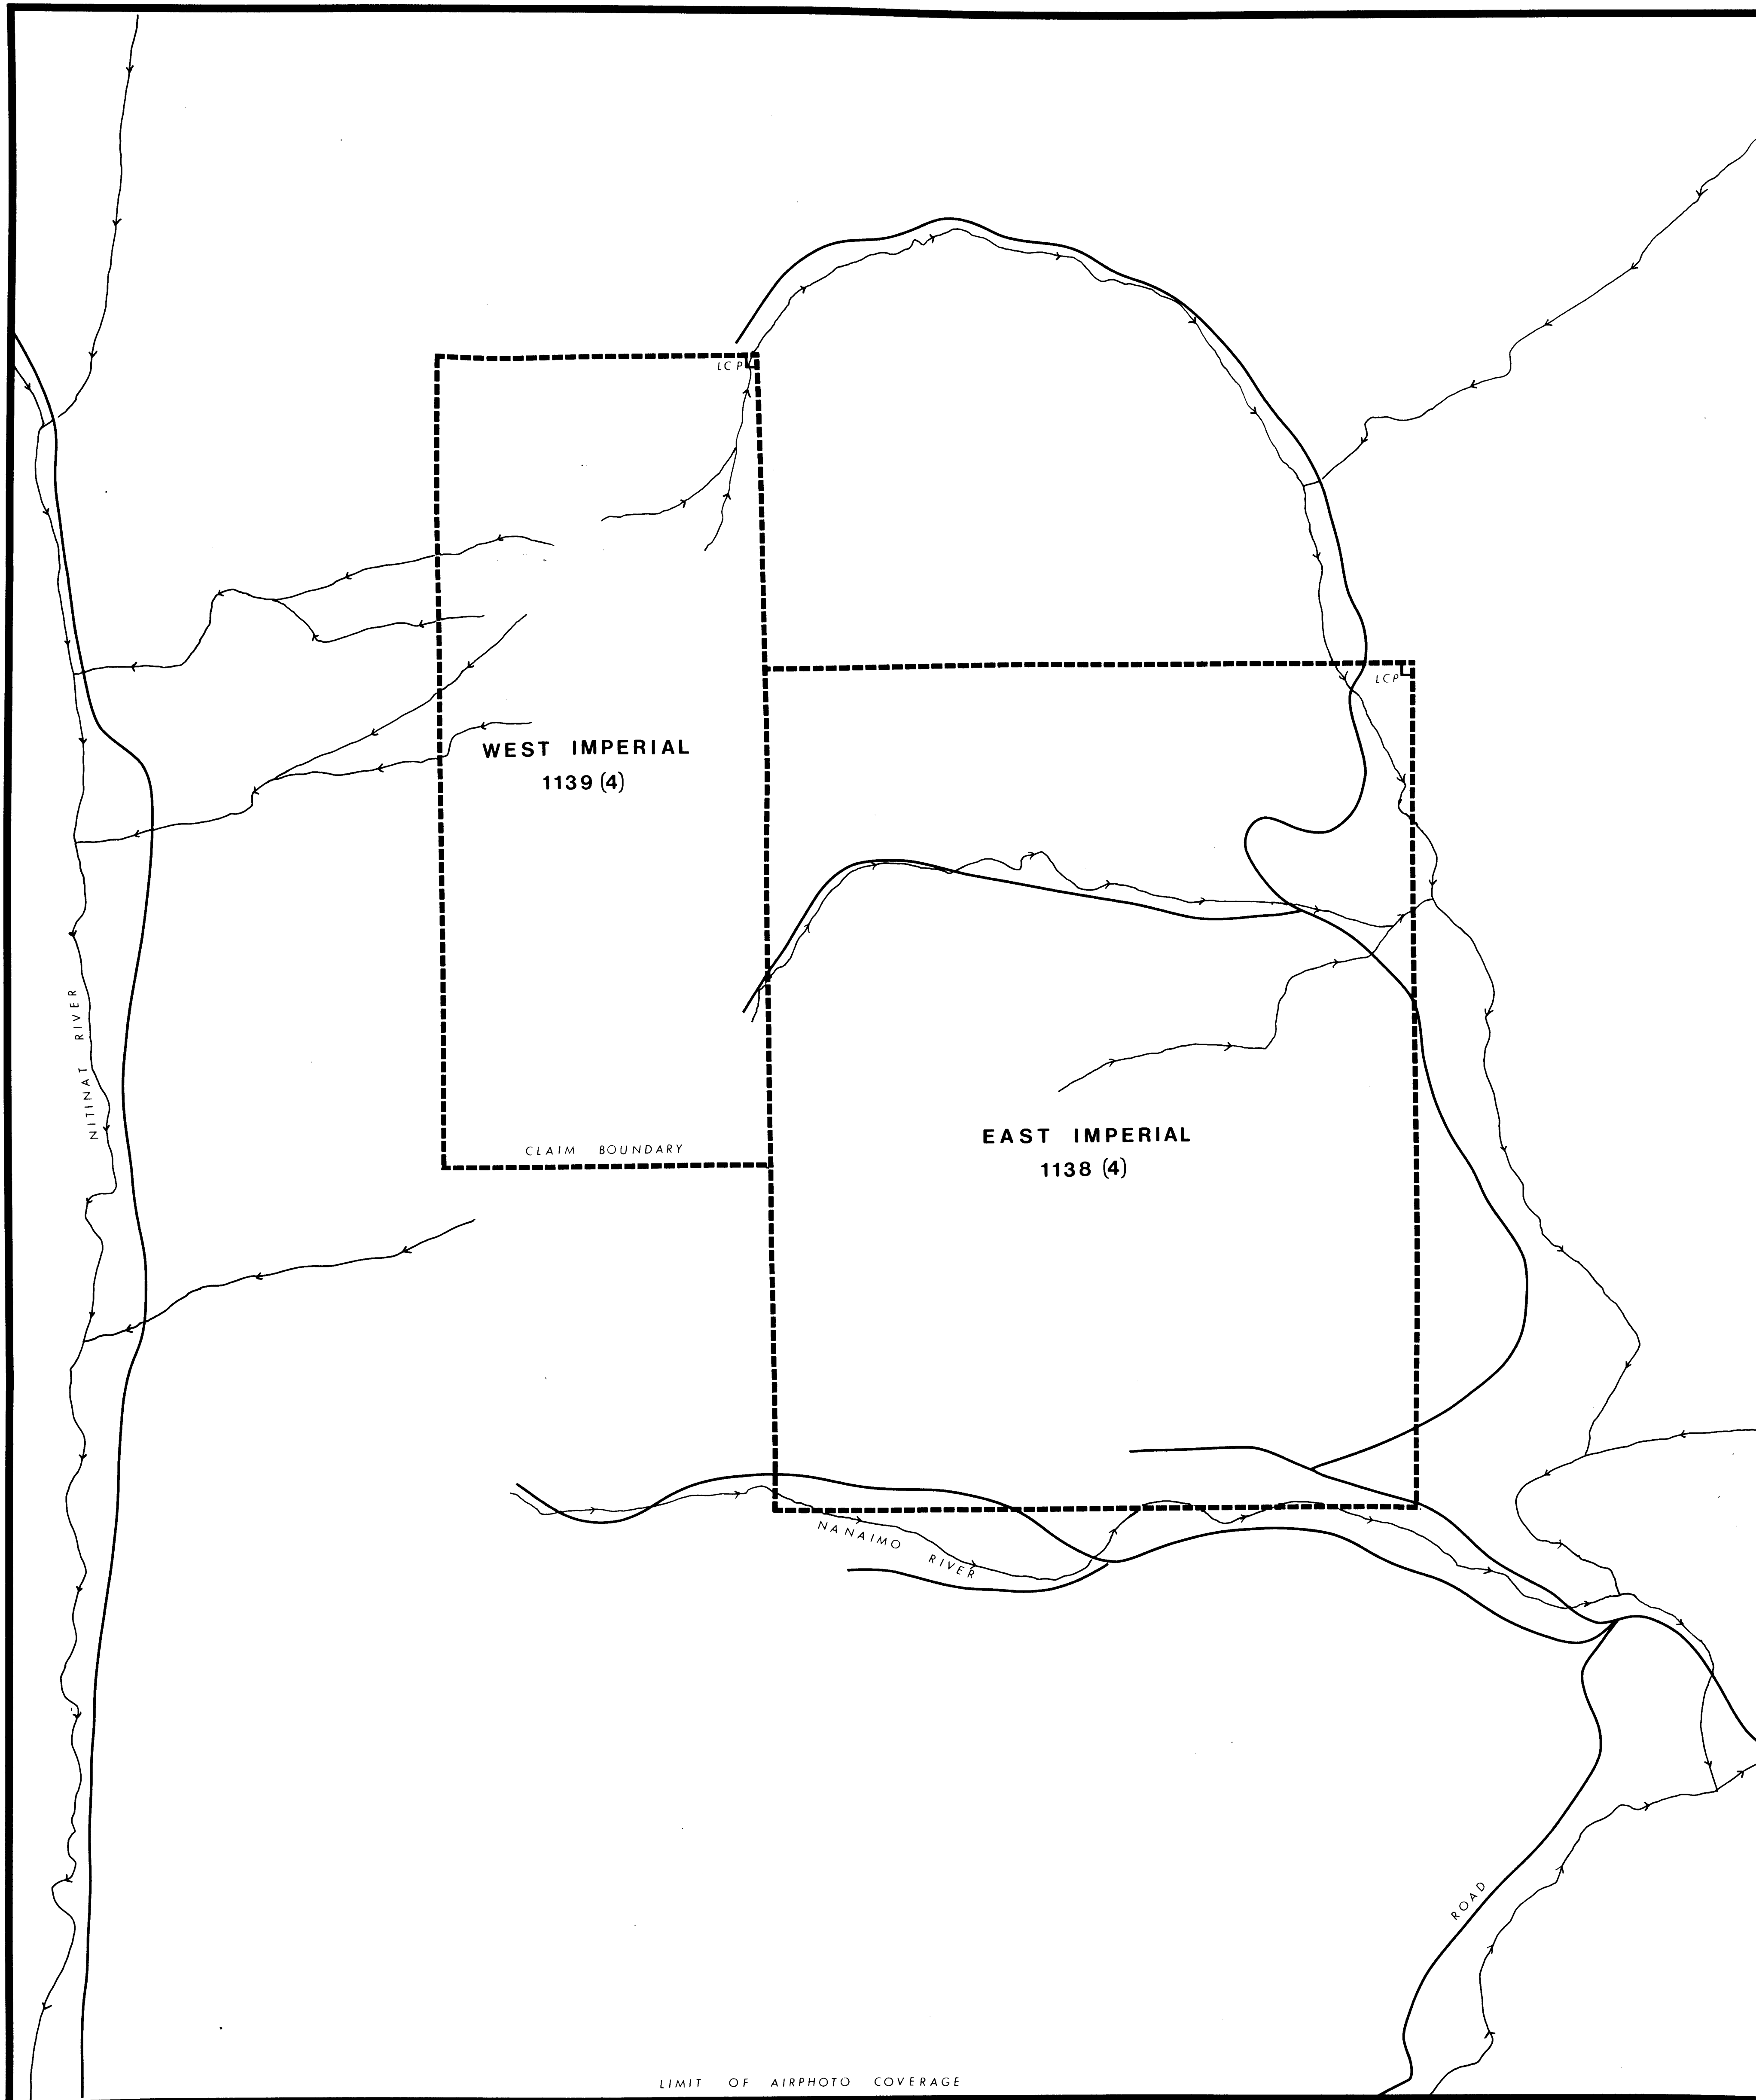 LCP
LCP
WEST IMPERIAL
1139 (4)
NITINAT RIVER
EAST IMPERIAL
1138 (4)
CLAIM BOUNDARY
NANAIMO RIVER
ROAD
LIMIT OF AIRPHOTO COVERAGE